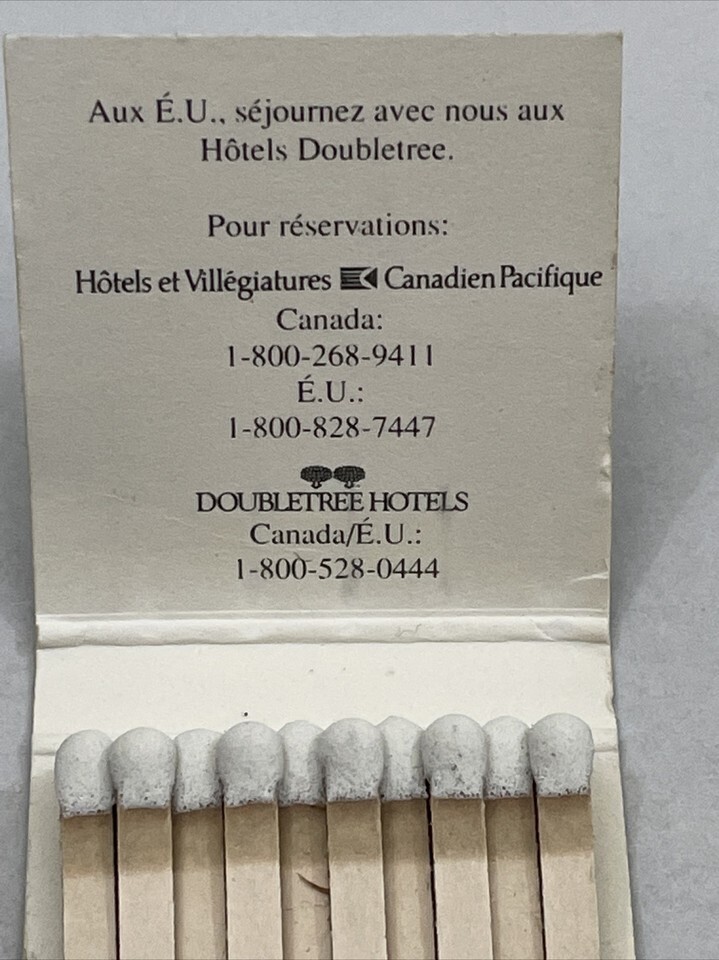 Aux É.U., séjournez avec nous aux
Hôtels Doubletree.
Pour réservations:
Hôtels et Villégiatures Canadien Pacifique
Canada:
1-800-268-9411
É.U.:
1-800-828-7447
DOUBLETREE HOTELS
Canada/É.U.:
1-800-528-0444